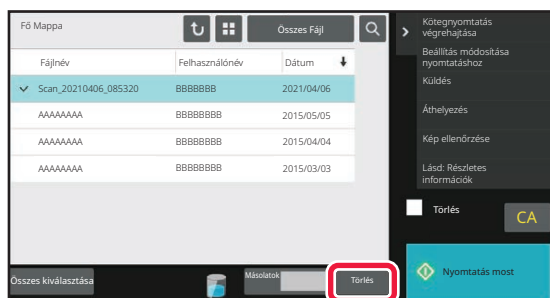 Fő Mappa
Összes Fájl
Fájlnév Felhasználónév Dátum
Scan_20210406_085320 BBBBBBB 2021/04/06
AAAAAAAA BBBBBBBB 2015/05/05
AAAAAAAA BBBBBBBB 2015/04/04
AAAAAAAA BBBBBBBB 2015/03/03
Összes kiválasztása
Másolatok
Törlés
Kötegnyomtatás
végrehajtása
Beállítás módosítása
nyomtatáshoz
Küldés
Áthelyezés
Kép ellenőrzése
Lásd: Részletes
információk
Törlés
CA
Nyomtatás most